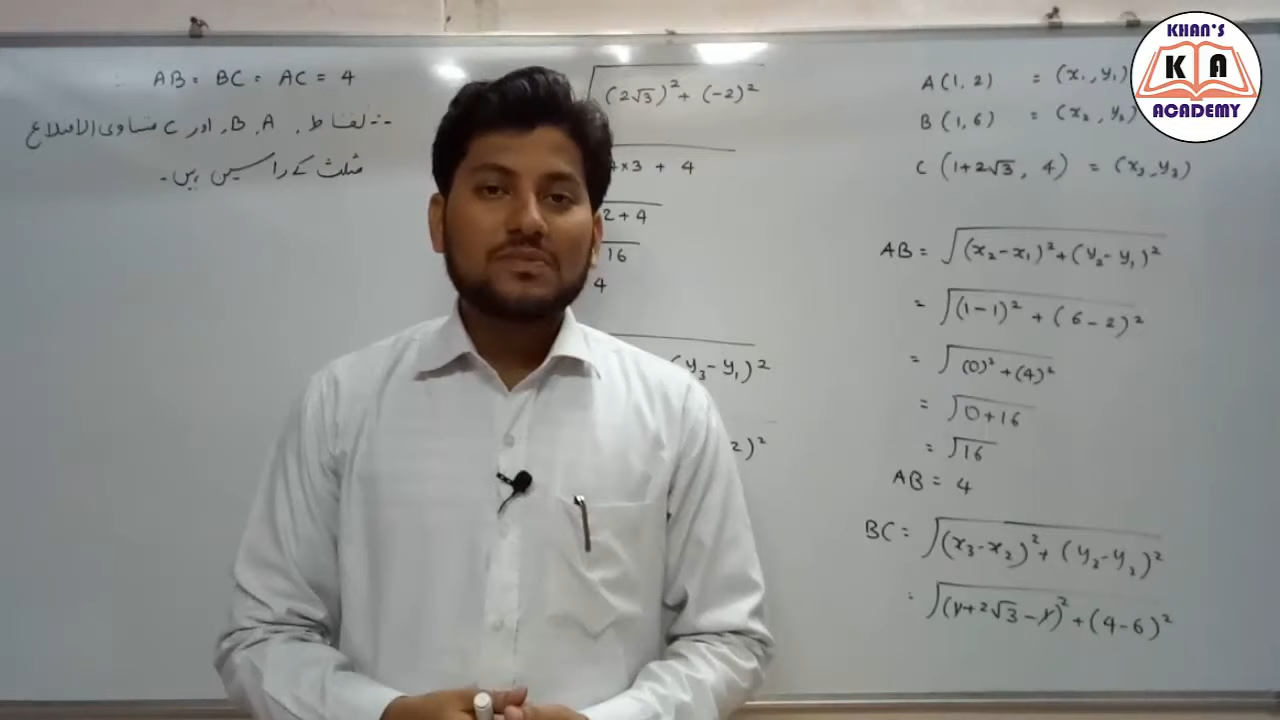 KHAN'S
K A
ACADEMY
A (1, 2) = (x₁, y₁)
B (1, 6) = (x₂, y₂)
C (1+2√3, 4) = (x₃, y₃)
AB = √(x₂-x₁)²+(y₂-y₁)²
= √(1-1)² + (6-2)²
= √(0)²+(4)²
= √0+16
= √16
AB = 4
BC = √(x₃-x₂)²+(y₃-y₂)²
= √(1+2√3-1)²+(4-6)²
√(2√3)²+(-2)²
×3 + 4
2+4
16
4
(y₃-y₁)²
2)²
AB = BC = AC = 4
∴ نقاط A، B، اور C متساوی الاضلاع
مثلث کے راسیں ہیں۔